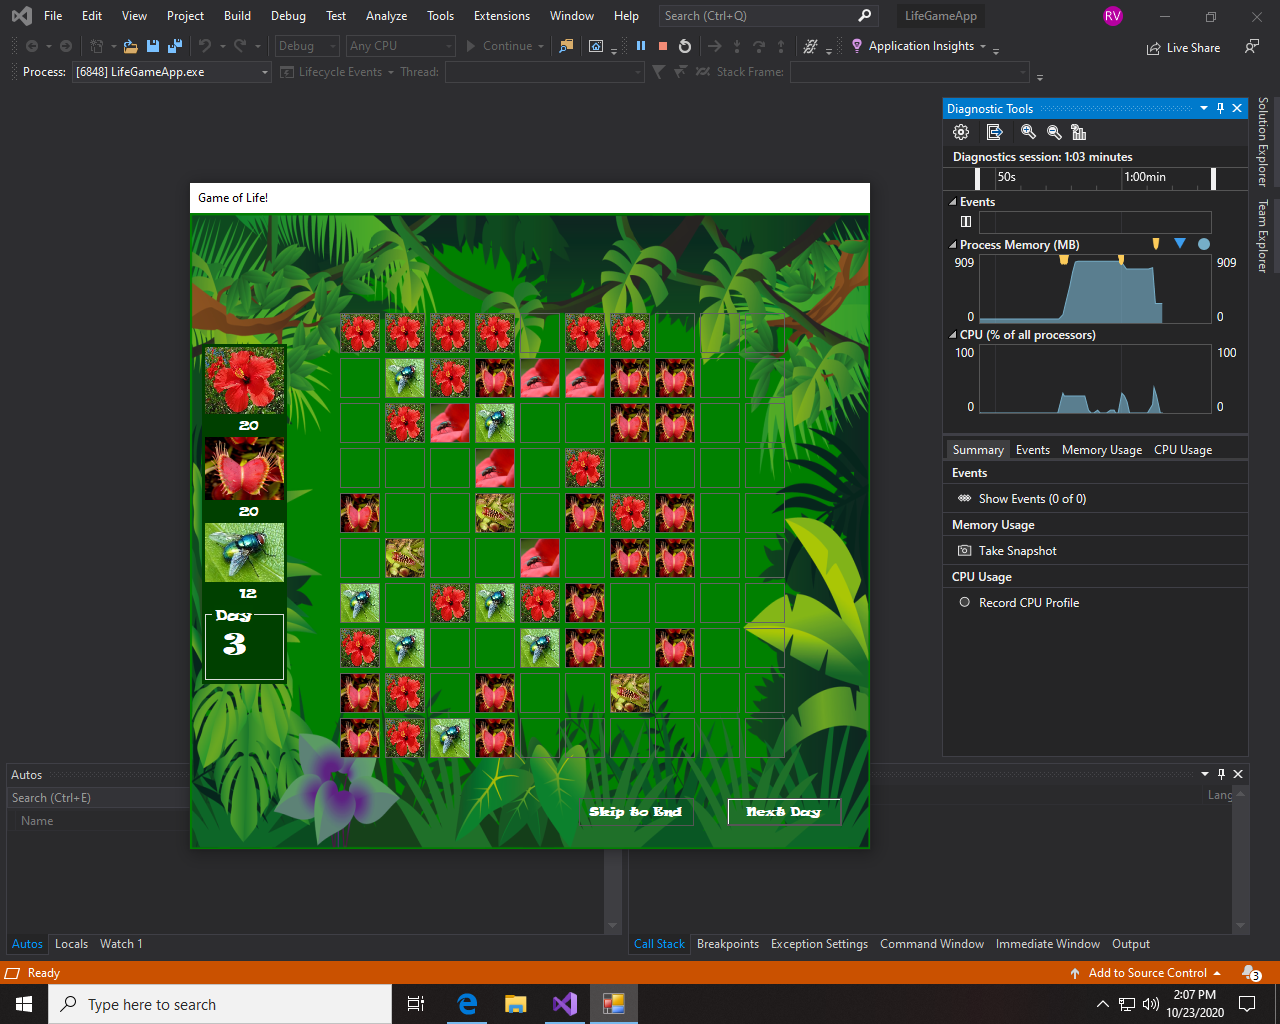 File Edit View Project Build Debug Test Analyze Tools Extensions Window Help Search (Ctrl+Q) LifeGameApp RV
Debug Any CPU Continue Application Insights Live Share
Process: [6848] LifeGameApp.exe Lifecycle Events Thread: Stack Frame:
Diagnostic Tools
Diagnostics session: 1:03 minutes
50s 1:00min
Events
Process Memory (MB)
909 909
0 0
CPU (% of all processors)
100 100
0 0
Summary Events Memory Usage CPU Usage
Events
Show Events (0 of 0)
Memory Usage
Take Snapshot
CPU Usage
Record CPU Profile
Solution Explorer
Team Explorer
Game of Life!
20
20
12
Day
3
Skip to End Next Day
Autos
Search (Ctrl+E)
Name
Lang
Autos Locals Watch 1
Call Stack Breakpoints Exception Settings Command Window Immediate Window Output
Ready Add to Source Control 3
Type here to search
2:07 PM
10/23/2020